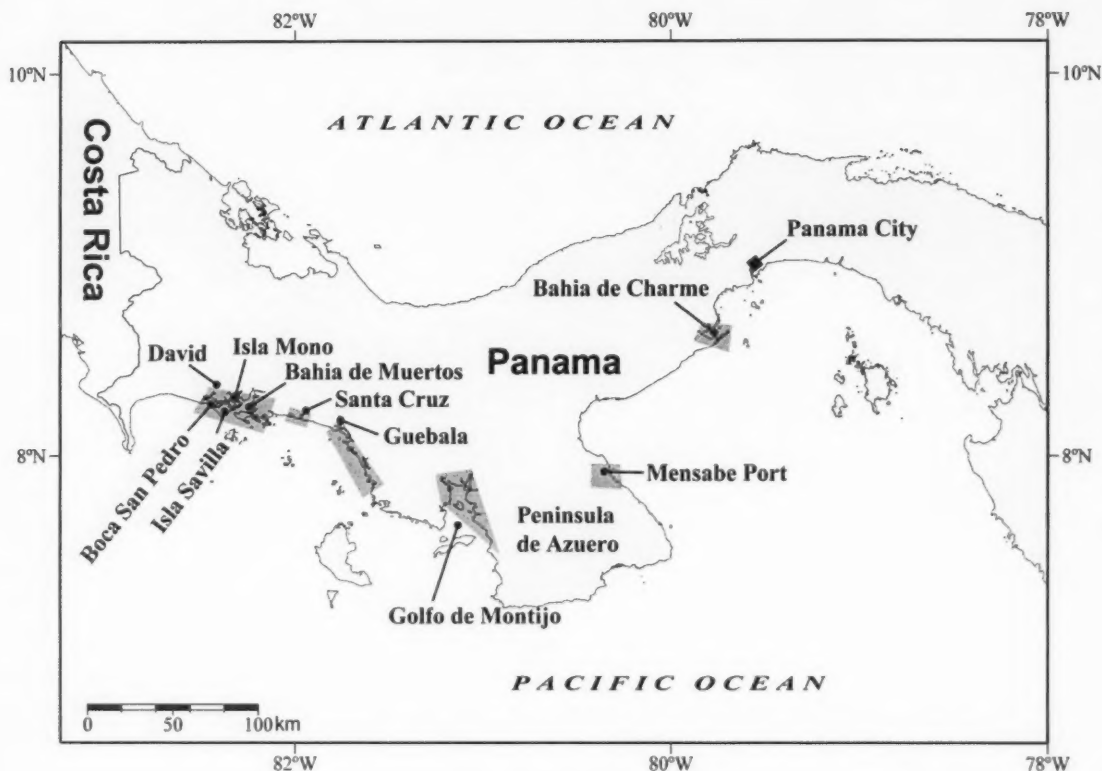 82°W
80°W
78°W
10°N
10°N
ATLANTIC OCEAN
Costa Rica
Panama City
Bahia de Charme
David
Isla Mono
Panama
Bahia de Muertos
Santa Cruz
Guebala
Boca San Pedro
Isla Savilla
8°N
8°N
Mensabe Port
Peninsula
de Azuero
Golfo de Montijo
PACIFIC OCEAN
0 50 100km
82°W
80°W
78°W